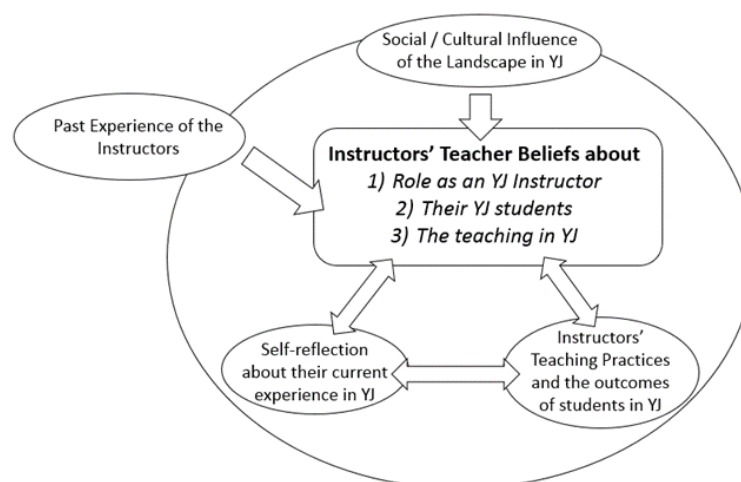 Social / Cultural Influence
of the Landscape in YJ
Past Experience of the
Instructors
Instructors’ Teacher Beliefs about
1) Role as an YJ Instructor
2) Their YJ students
3) The teaching in YJ
Self-reflection
about their current
experience in YJ
Instructors’
Teaching Practices
and the outcomes
of students in YJ